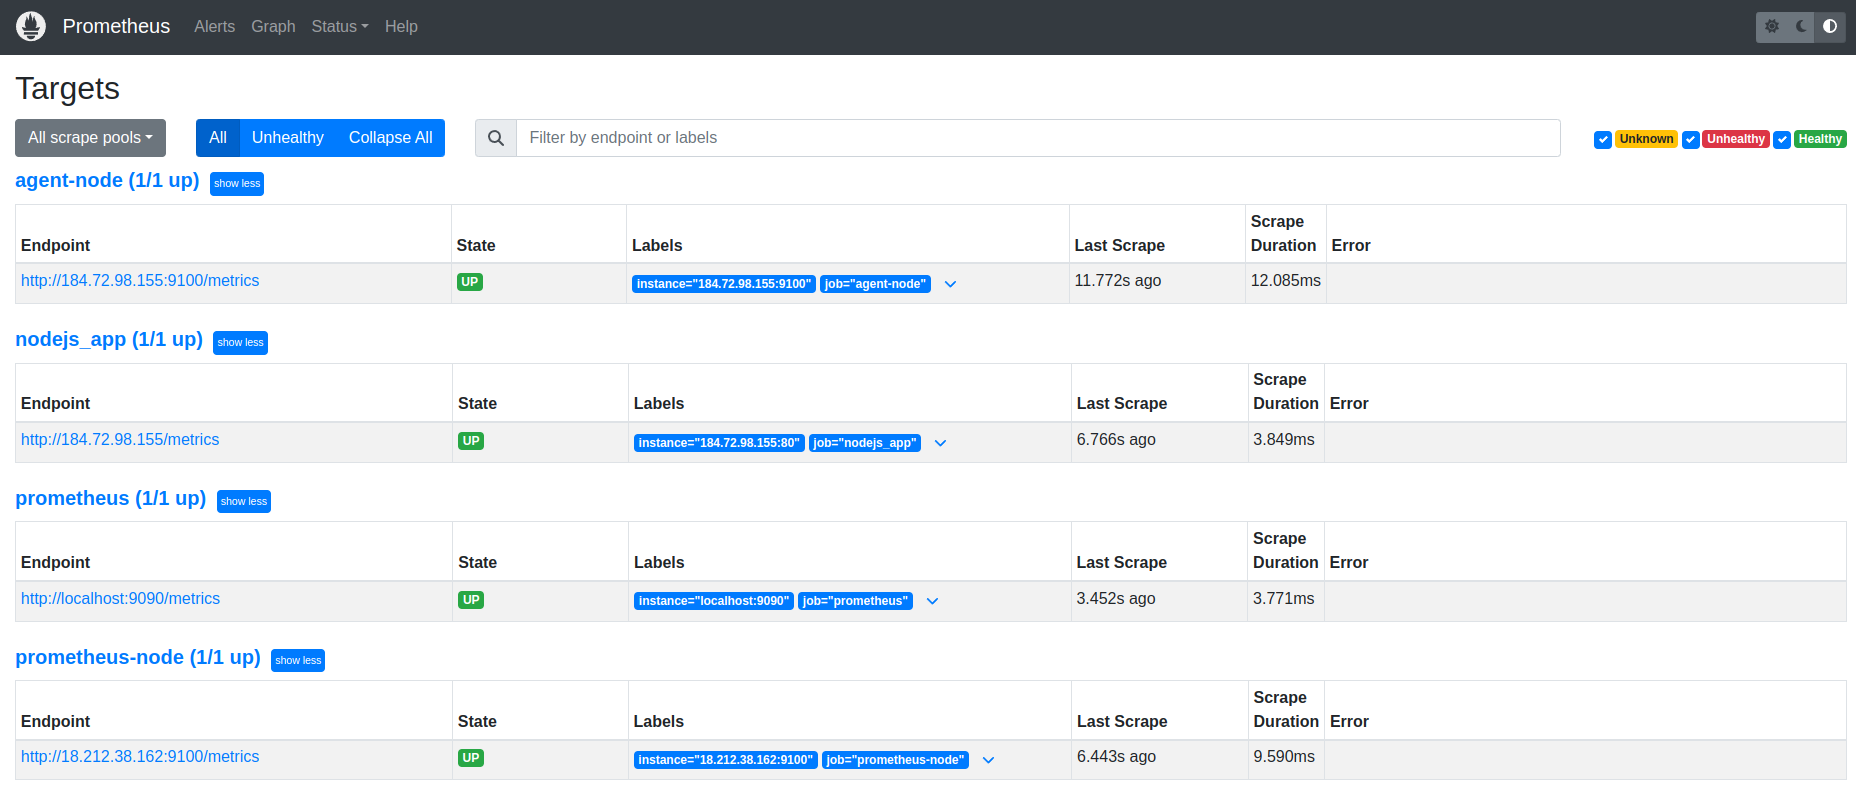 Prometheus Alerts Graph Status Help
Targets
All scrape pools All Unhealthy Collapse All Filter by endpoint or labels Unknown Unhealthy Healthy
agent-node (1/1 up) show less
Endpoint State Labels Last Scrape Scrape Duration Error
http://184.72.98.155:9100/metrics UP instance="184.72.98.155:9100" job="agent-node" 11.772s ago 12.085ms
nodejs_app (1/1 up) show less
Endpoint State Labels Last Scrape Scrape Duration Error
http://184.72.98.155/metrics UP instance="184.72.98.155:80" job="nodejs_app" 6.766s ago 3.849ms
prometheus (1/1 up) show less
Endpoint State Labels Last Scrape Scrape Duration Error
http://localhost:9090/metrics UP instance="localhost:9090" job="prometheus" 3.452s ago 3.771ms
prometheus-node (1/1 up) show less
Endpoint State Labels Last Scrape Scrape Duration Error
http://18.212.38.162:9100/metrics UP instance="18.212.38.162:9100" job="prometheus-node" 6.443s ago 9.590ms